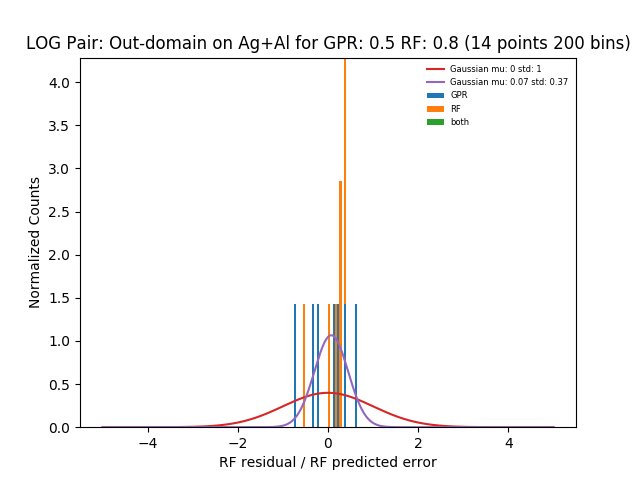 LOG Pair: Out-domain on Ag+Al for GPR: 0.5 RF: 0.8 (14 points 200 bins)
Gaussian mu: 0 std: 1
Gaussian mu: 0.07 std: 0.37
GPR
RF
both
Normalized Counts
4.0
3.5
3.0
2.5
2.0
1.5
1.0
0.5
0.0
−4 −2 0 2 4
RF residual / RF predicted error